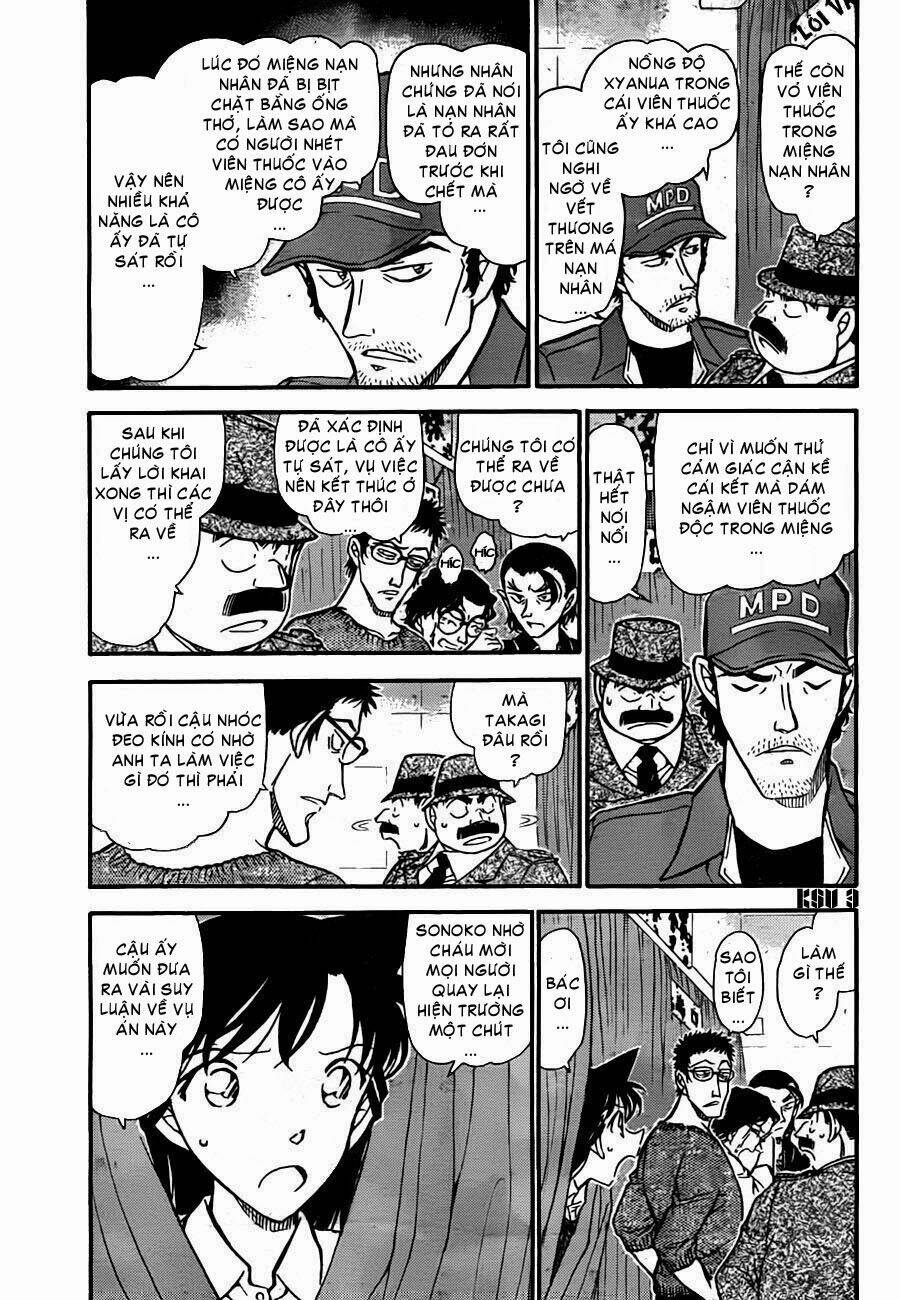 LỐI V
THẾ CÒN
VỎ VIÊN
THUỐC
TRONG
MIỆNG
NẠN NHÂN
?
NỒNG ĐỘ
XYANUA TRONG
CÁI VIÊN THUỐC
ẤY KHÁ CAO
...
TÔI CŨNG
NGHI
NGỜ VỀ
VẾT
THƯƠNG
TRÊN MÁ
NẠN
NHÂN
MPD
NHƯNG NHÂN
CHỨNG ĐÃ NÓI
LÀ NẠN NHÂN
ĐÃ TỎ RA RẤT
ĐAU ĐỚN
TRƯỚC KHI
CHẾT MÀ
...
LÚC ĐÓ MIỆNG NẠN
NHÂN ĐÃ BỊ BỊT
CHẶT BẰNG ỐNG
THỞ, LÀM SAO MÀ
CÓ NGƯỜI NHÉT
VIÊN THUỐC VÀO
MIỆNG CÔ ẤY
ĐƯỢC
...
VẬY NÊN
NHIỀU KHẢ
NĂNG LÀ CÔ
ẤY ĐÃ TỰ
SÁT RỒI
...
D
CHỈ VÌ MUỐN THỬ
CẢM GIÁC CẬN KỀ
CÁI KẾT MÀ DÁM
NGẬM VIÊN THUỐC
ĐỘC TRONG MIỆNG
...
THẬT
HẾT
NƠI
NỔI
MPD
CHÚNG TÔI CÓ
THỂ RA VỀ
ĐƯỢC CHƯA
?
ĐÃ XÁC ĐỊNH
ĐƯỢC LÀ CÔ ẤY
TỰ SÁT, VỤ VIỆC
NÊN KẾT THÚC Ở
ĐÂY THÔI
...
HÍC
HÍC
SAU KHI
CHÚNG TÔI
LẤY LỜI KHAI
XONG THÌ CÁC
VỊ CÓ THỂ
RA VỀ
...
MÀ
TAKAGI
ĐÂU RỒI
...
VỪA RỒI CẬU NHÓC
ĐEO KÍNH CÓ NHỜ
ANH TA LÀM VIỆC
GÌ ĐÓ THÌ PHẢI
...
KSV 3
LÀM
GÌ THẾ
?
SAO
TÔI
BIẾT
...
BÁC
ƠI
...
SONOKO NHỜ
CHÁU MỜI
MỌI NGƯỜI
QUAY LẠI
HIỆN TRƯỜNG
MỘT CHÚT
...
CẬU ẤY
MUỐN ĐƯA
RA VÀI SUY
LUẬN VỀ VỤ
ÁN NÀY
...